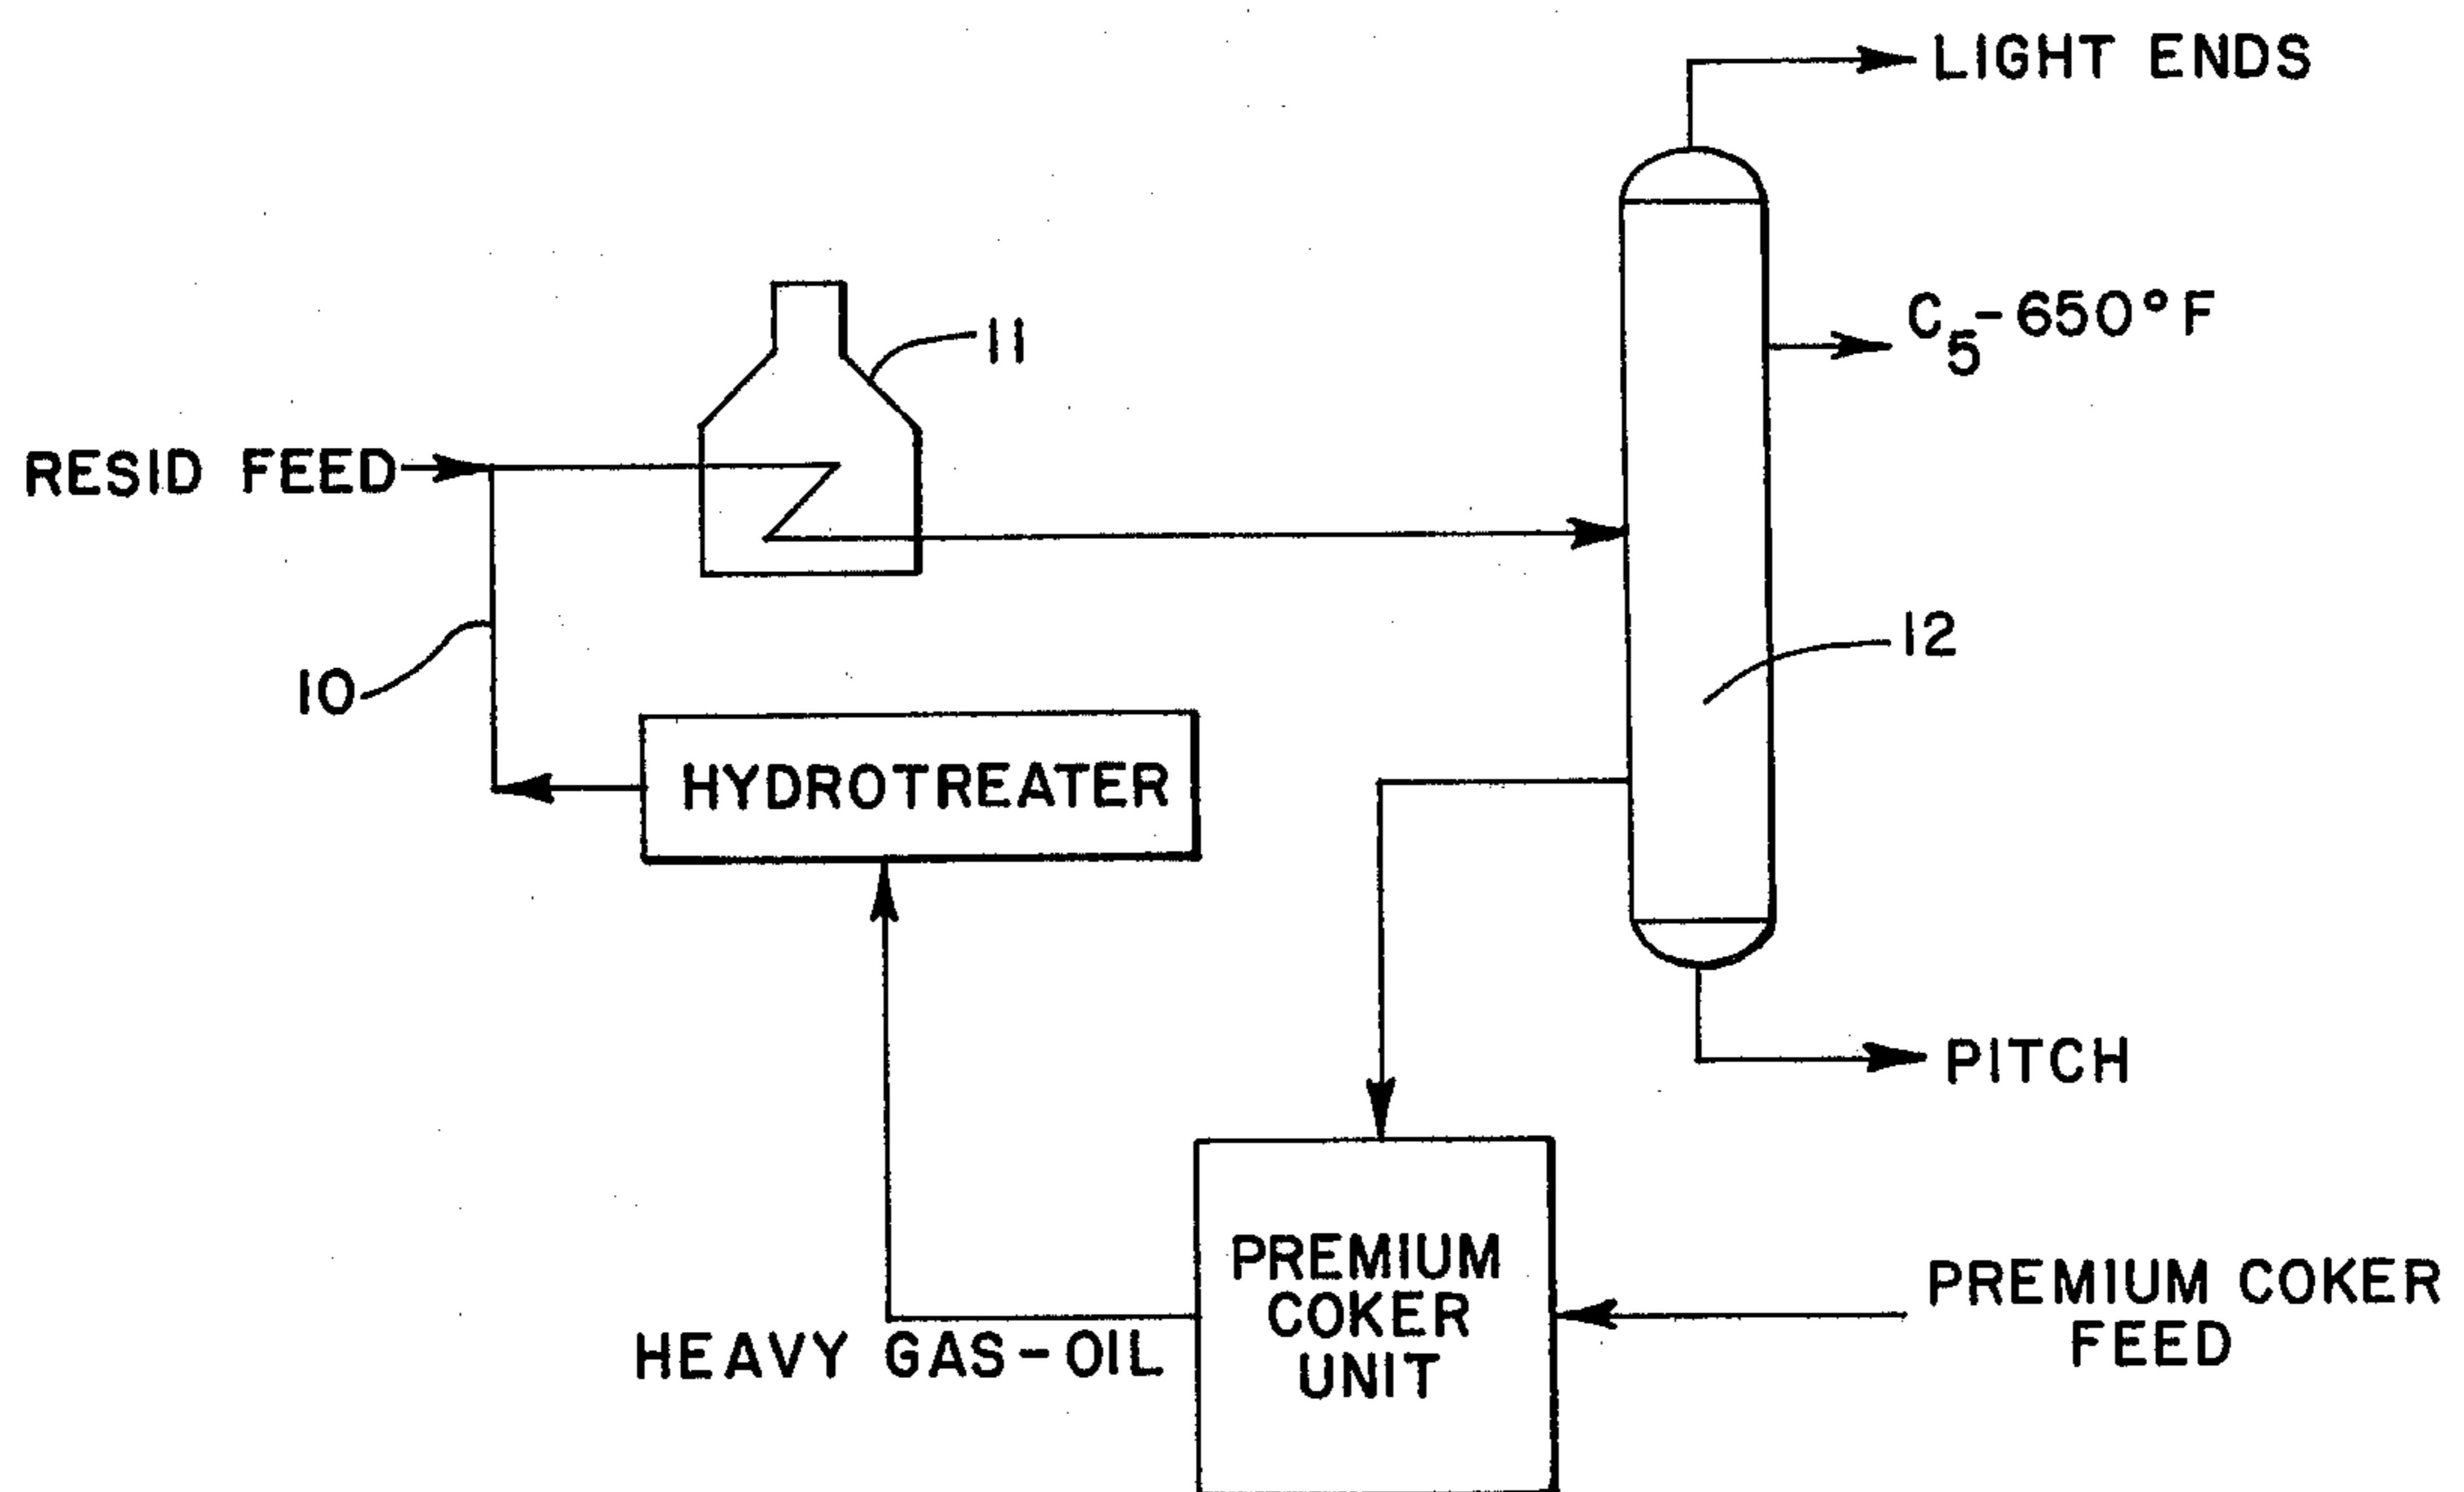 LIGHT ENDS
C5-650°F
11
RESID FEED
12
10
HYDROTREATER
PITCH
PREMIUM
COKER
UNIT
PREMIUM COKER
FEED
HEAVY GAS-OIL